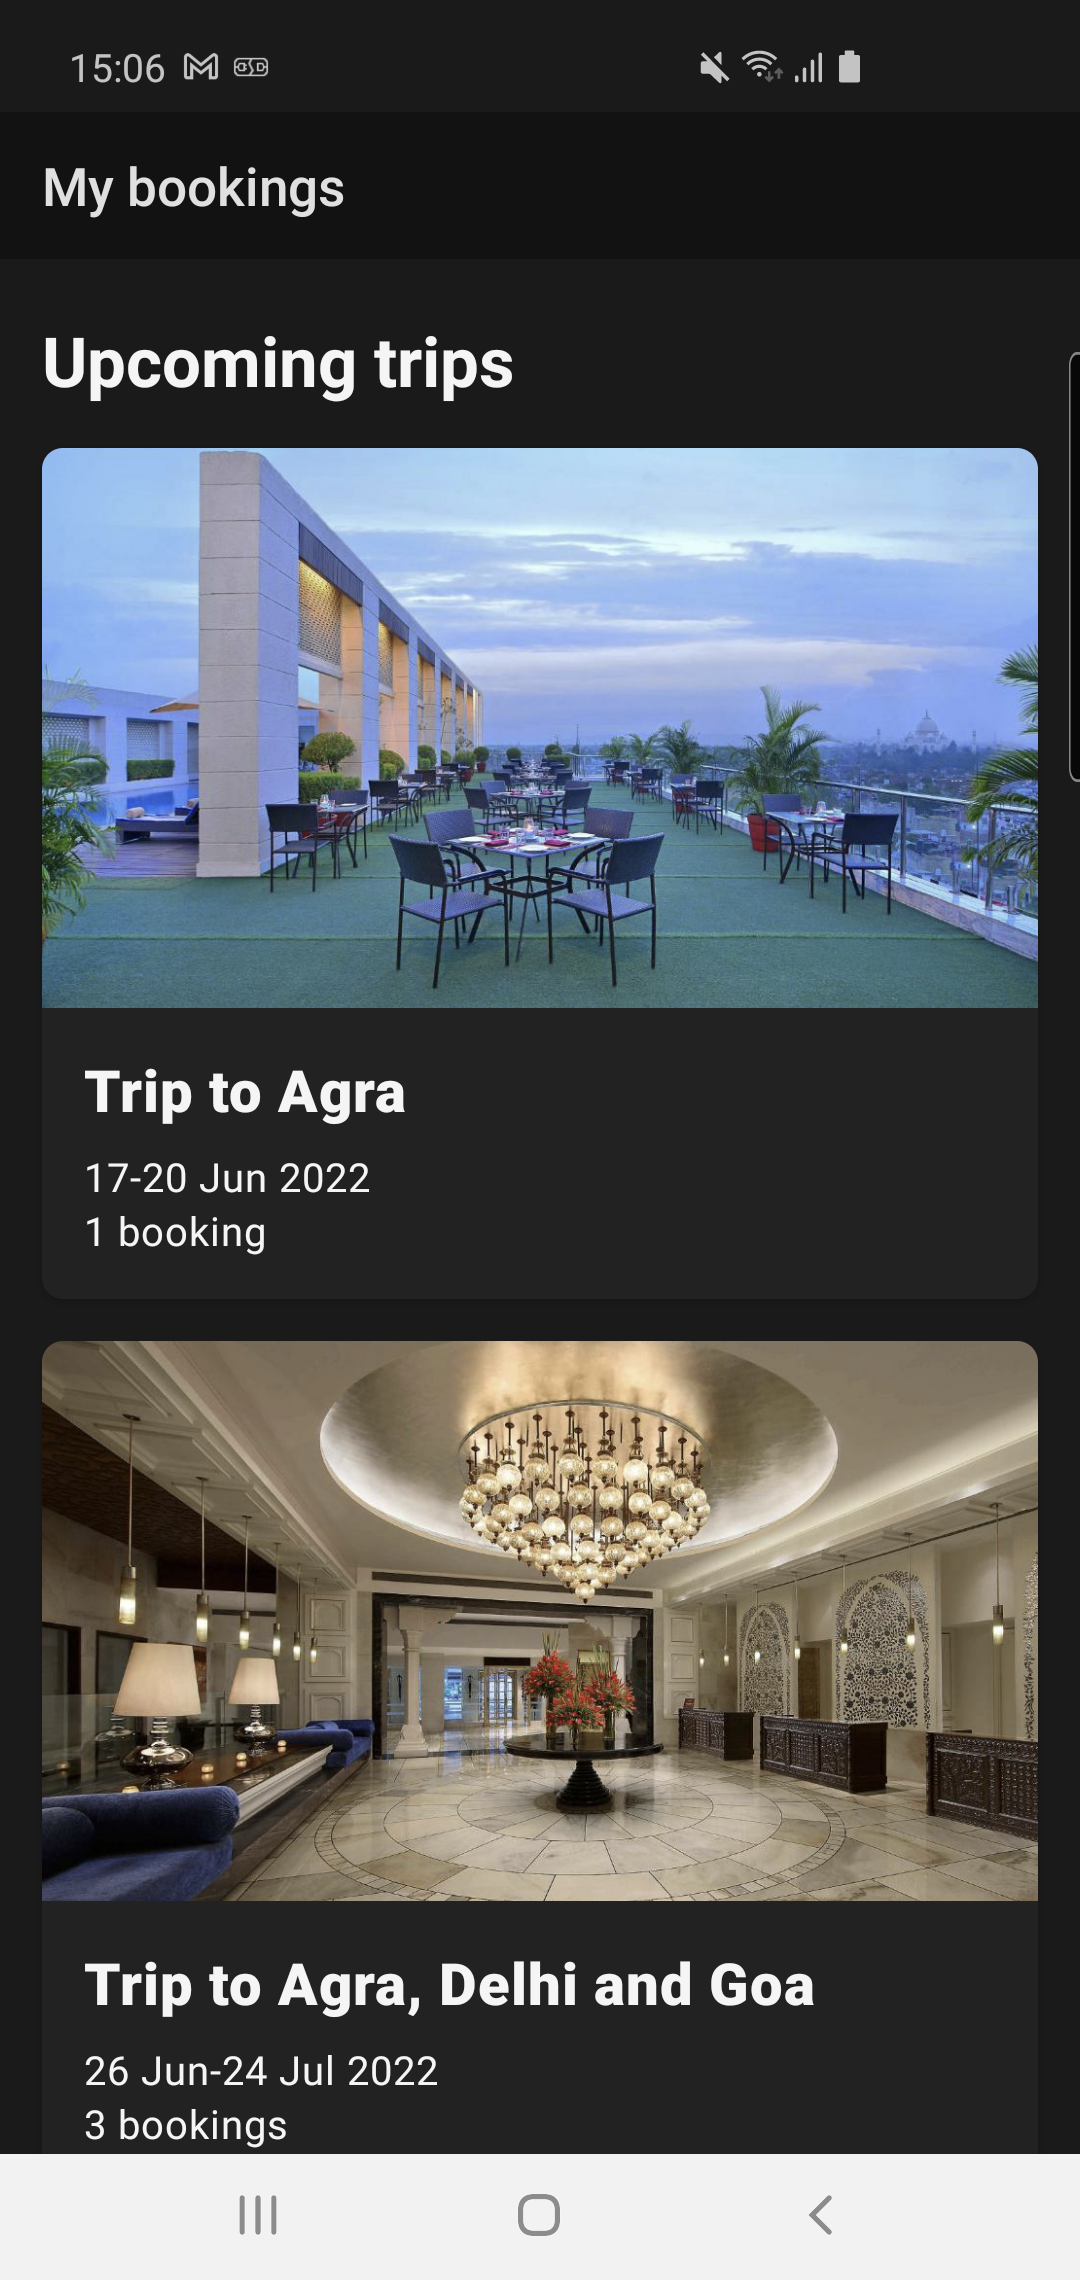 15:06
My bookings
Upcoming trips
Trip to Agra
17-20 Jun 2022
1 booking
Trip to Agra, Delhi and Goa
26 Jun-24 Jul 2022
3 bookings